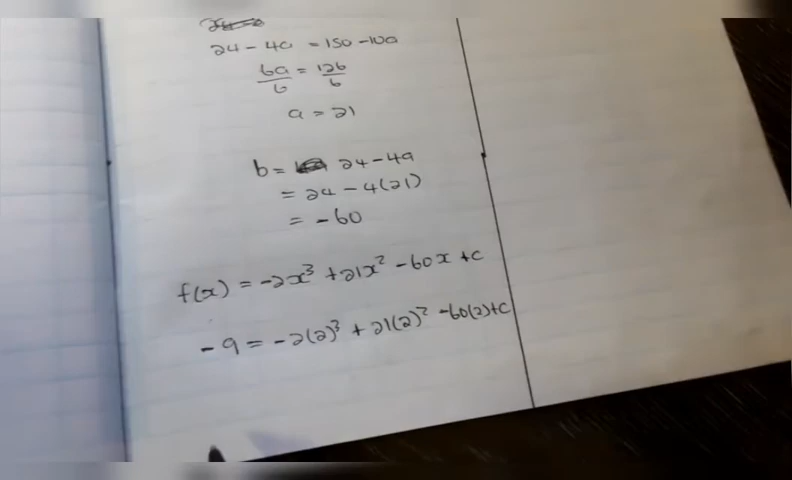 24 - 4a = 150 - 10a
6a/6 = 126/6
a = 21
b = 24 - 4a
= 24 - 4(21)
= -60
f(x) = -2x³ + 21x² - 60x + c
-9 = -2(2)³ + 21(2)² - 60(2) + c